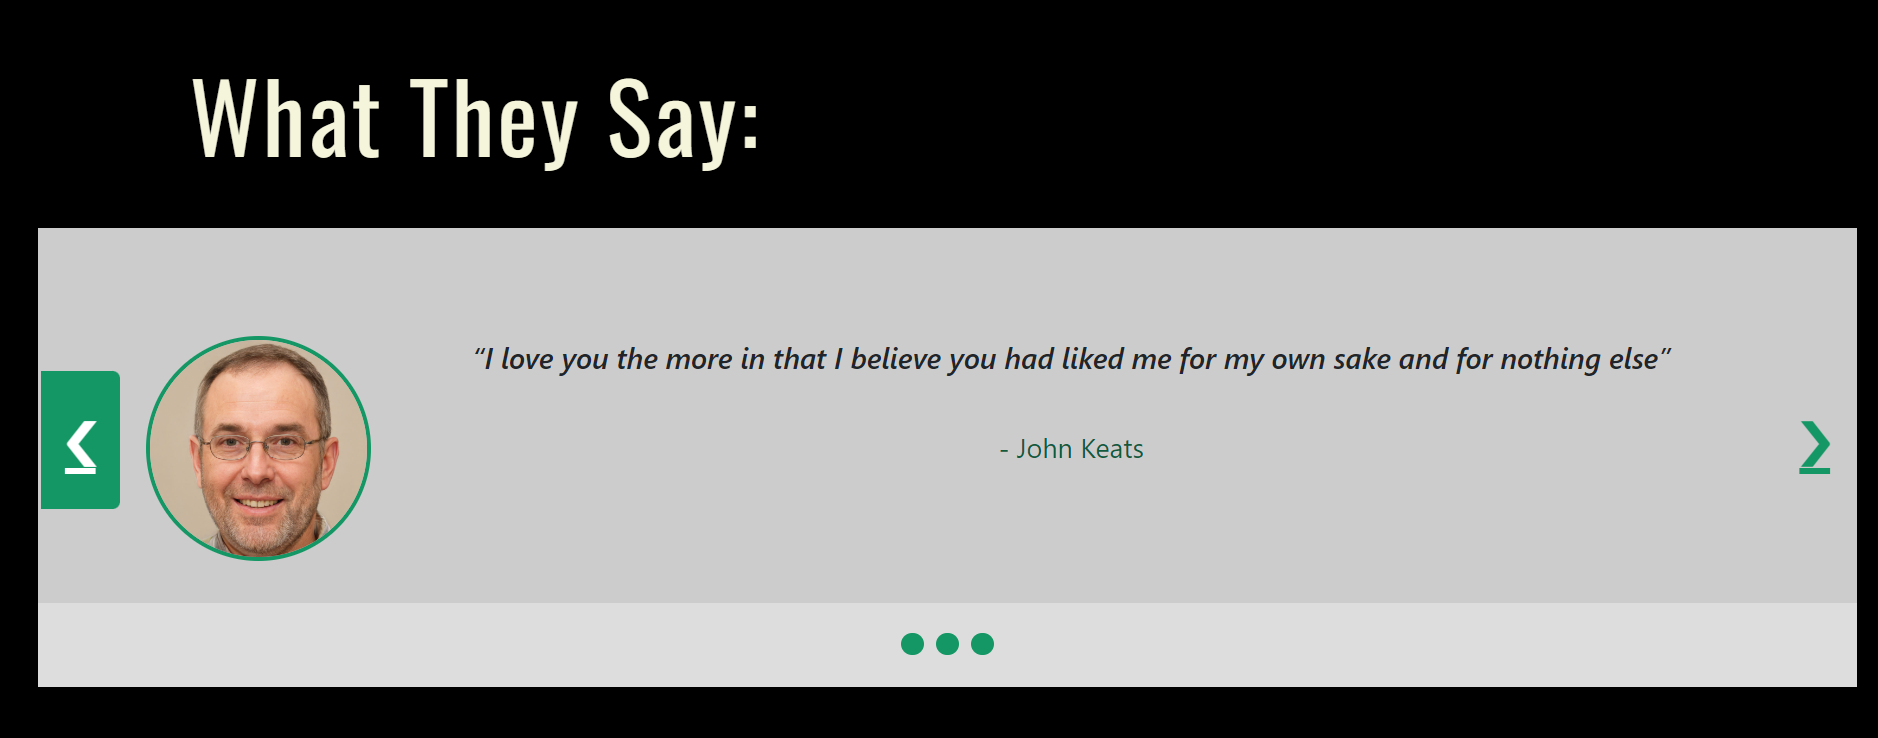 What They Say:
“I love you the more in that I believe you had liked me for my own sake and for nothing else”
- John Keats